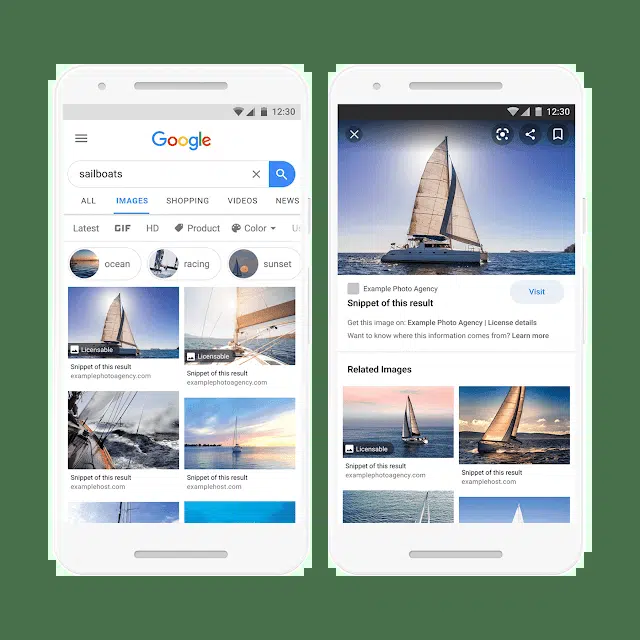 12:30
Google
sailboats
ALL IMAGES SHOPPING VIDEOS NEWS
Latest GIF HD Product Color
ocean racing sunset
Licensable
Licensable
Snippet of this result
examplephotoagency.com
Snippet of this result
examplephotoagency.com
Snippet of this result
examplehost.com
Snippet of this result
examplehost.com
12:30
Example Photo Agency
Visit
Snippet of this result
Get this image on: Example Photo Agency | License details
Want to know where this information comes from? Learn more
Related Images
Licensable
Snippet of this result
examplephotoagency.com
Snippet of this result
examplehost.com